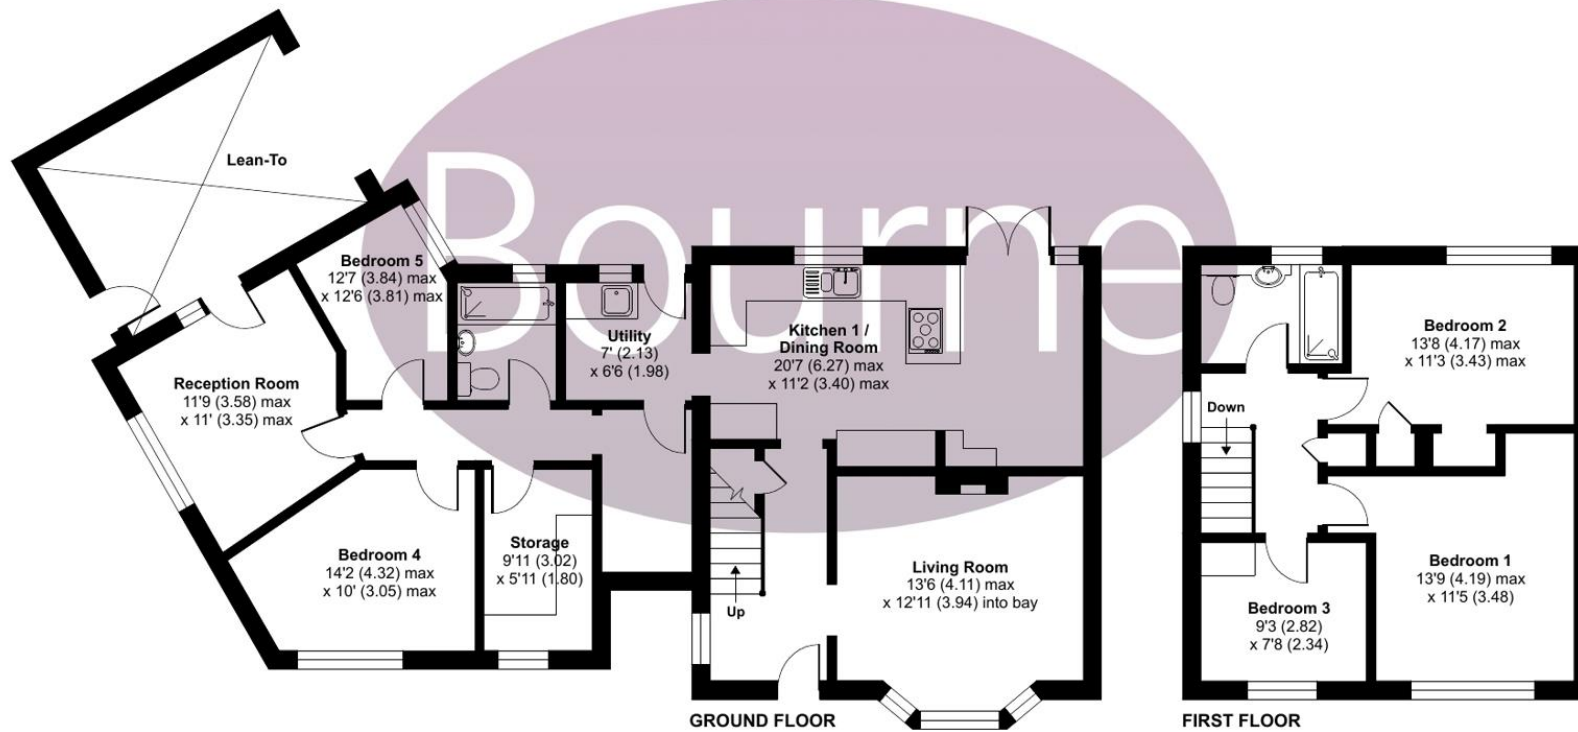 Bourne
Lean-To
Bedroom 5
12'7 (3.84) max
x 12'6 (3.81) max
Utility
7' (2.13)
x 6'6 (1.98)
Kitchen 1 /
Dining Room
20'7 (6.27) max
x 11'2 (3.40) max
Reception Room
11'9 (3.58) max
x 11' (3.35) max
Bedroom 4
14'2 (4.32) max
x 10' (3.05) max
Storage
9'11 (3.02)
x 5'11 (1.80)
Up
Living Room
13'6 (4.11) max
x 12'11 (3.94) into bay
GROUND FLOOR
Bedroom 2
13'8 (4.17) max
x 11'3 (3.43) max
Down
Bedroom 1
13'9 (4.19) max
x 11'5 (3.48)
Bedroom 3
9'3 (2.82)
x 7'8 (2.34)
FIRST FLOOR